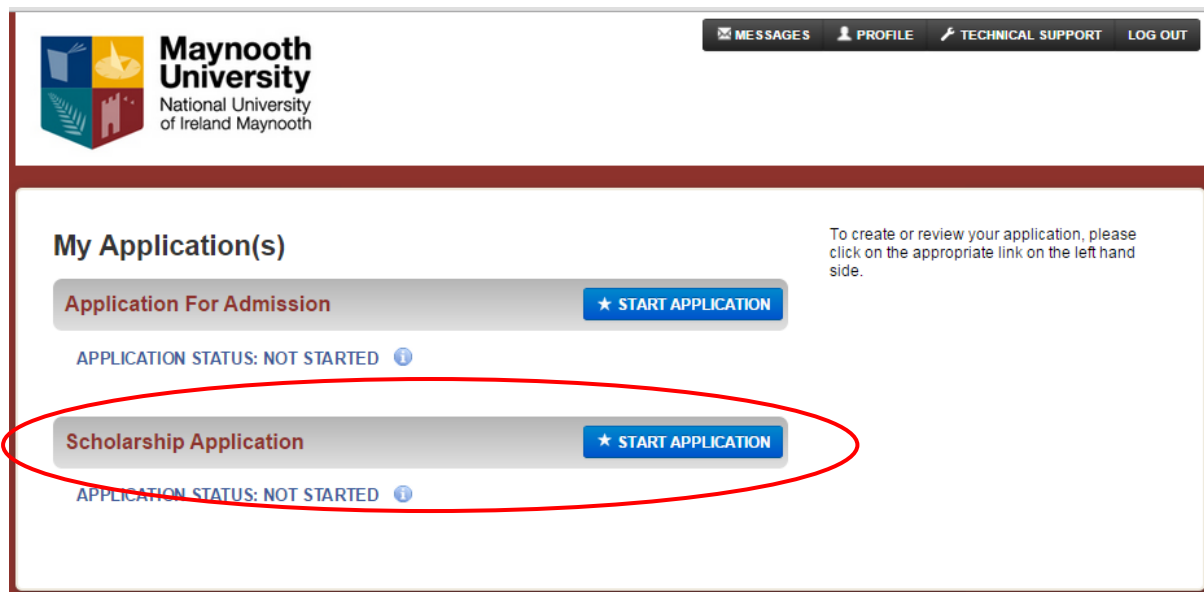 MESSAGES PROFILE TECHNICAL SUPPORT LOG OUT
Maynooth
University
National University
of Ireland Maynooth
My Application(s)
To create or review your application, please
click on the appropriate link on the left hand
side.
Application For Admission
START APPLICATION
APPLICATION STATUS: NOT STARTED
Scholarship Application
START APPLICATION
APPLICATION STATUS: NOT STARTED